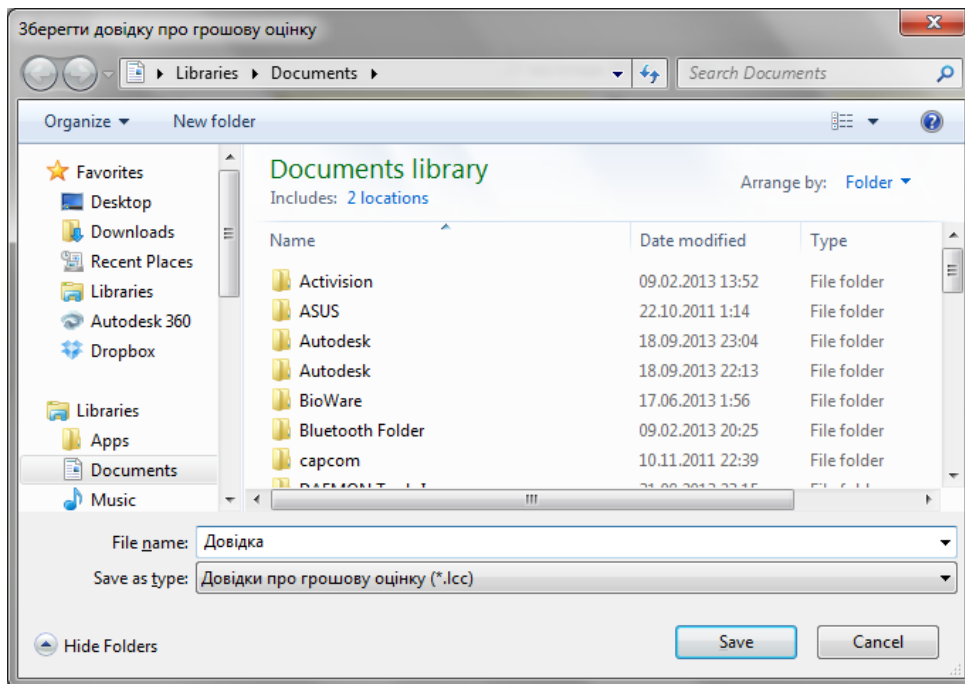 Зберегти довідку про грошову оцінку
Libraries Documents Search Documents
Organize New folder
Favorites
Desktop
Downloads
Recent Places
Libraries
Autodesk 360
Dropbox
Libraries
Apps
Documents
Music
Documents library
Includes: 2 locations
Arrange by: Folder
Name Date modified Type
Activision 09.02.2013 13:52 File folder
ASUS 22.10.2011 1:14 File folder
Autodesk 18.09.2013 23:04 File folder
Autodesk 18.09.2013 22:13 File folder
BioWare 17.06.2013 1:56 File folder
Bluetooth Folder 09.02.2013 20:25 File folder
capcom 10.11.2011 22:39 File folder
File name: Довідка
Save as type: Довідки про грошову оцінку (*.lcc)
Hide Folders Save Cancel